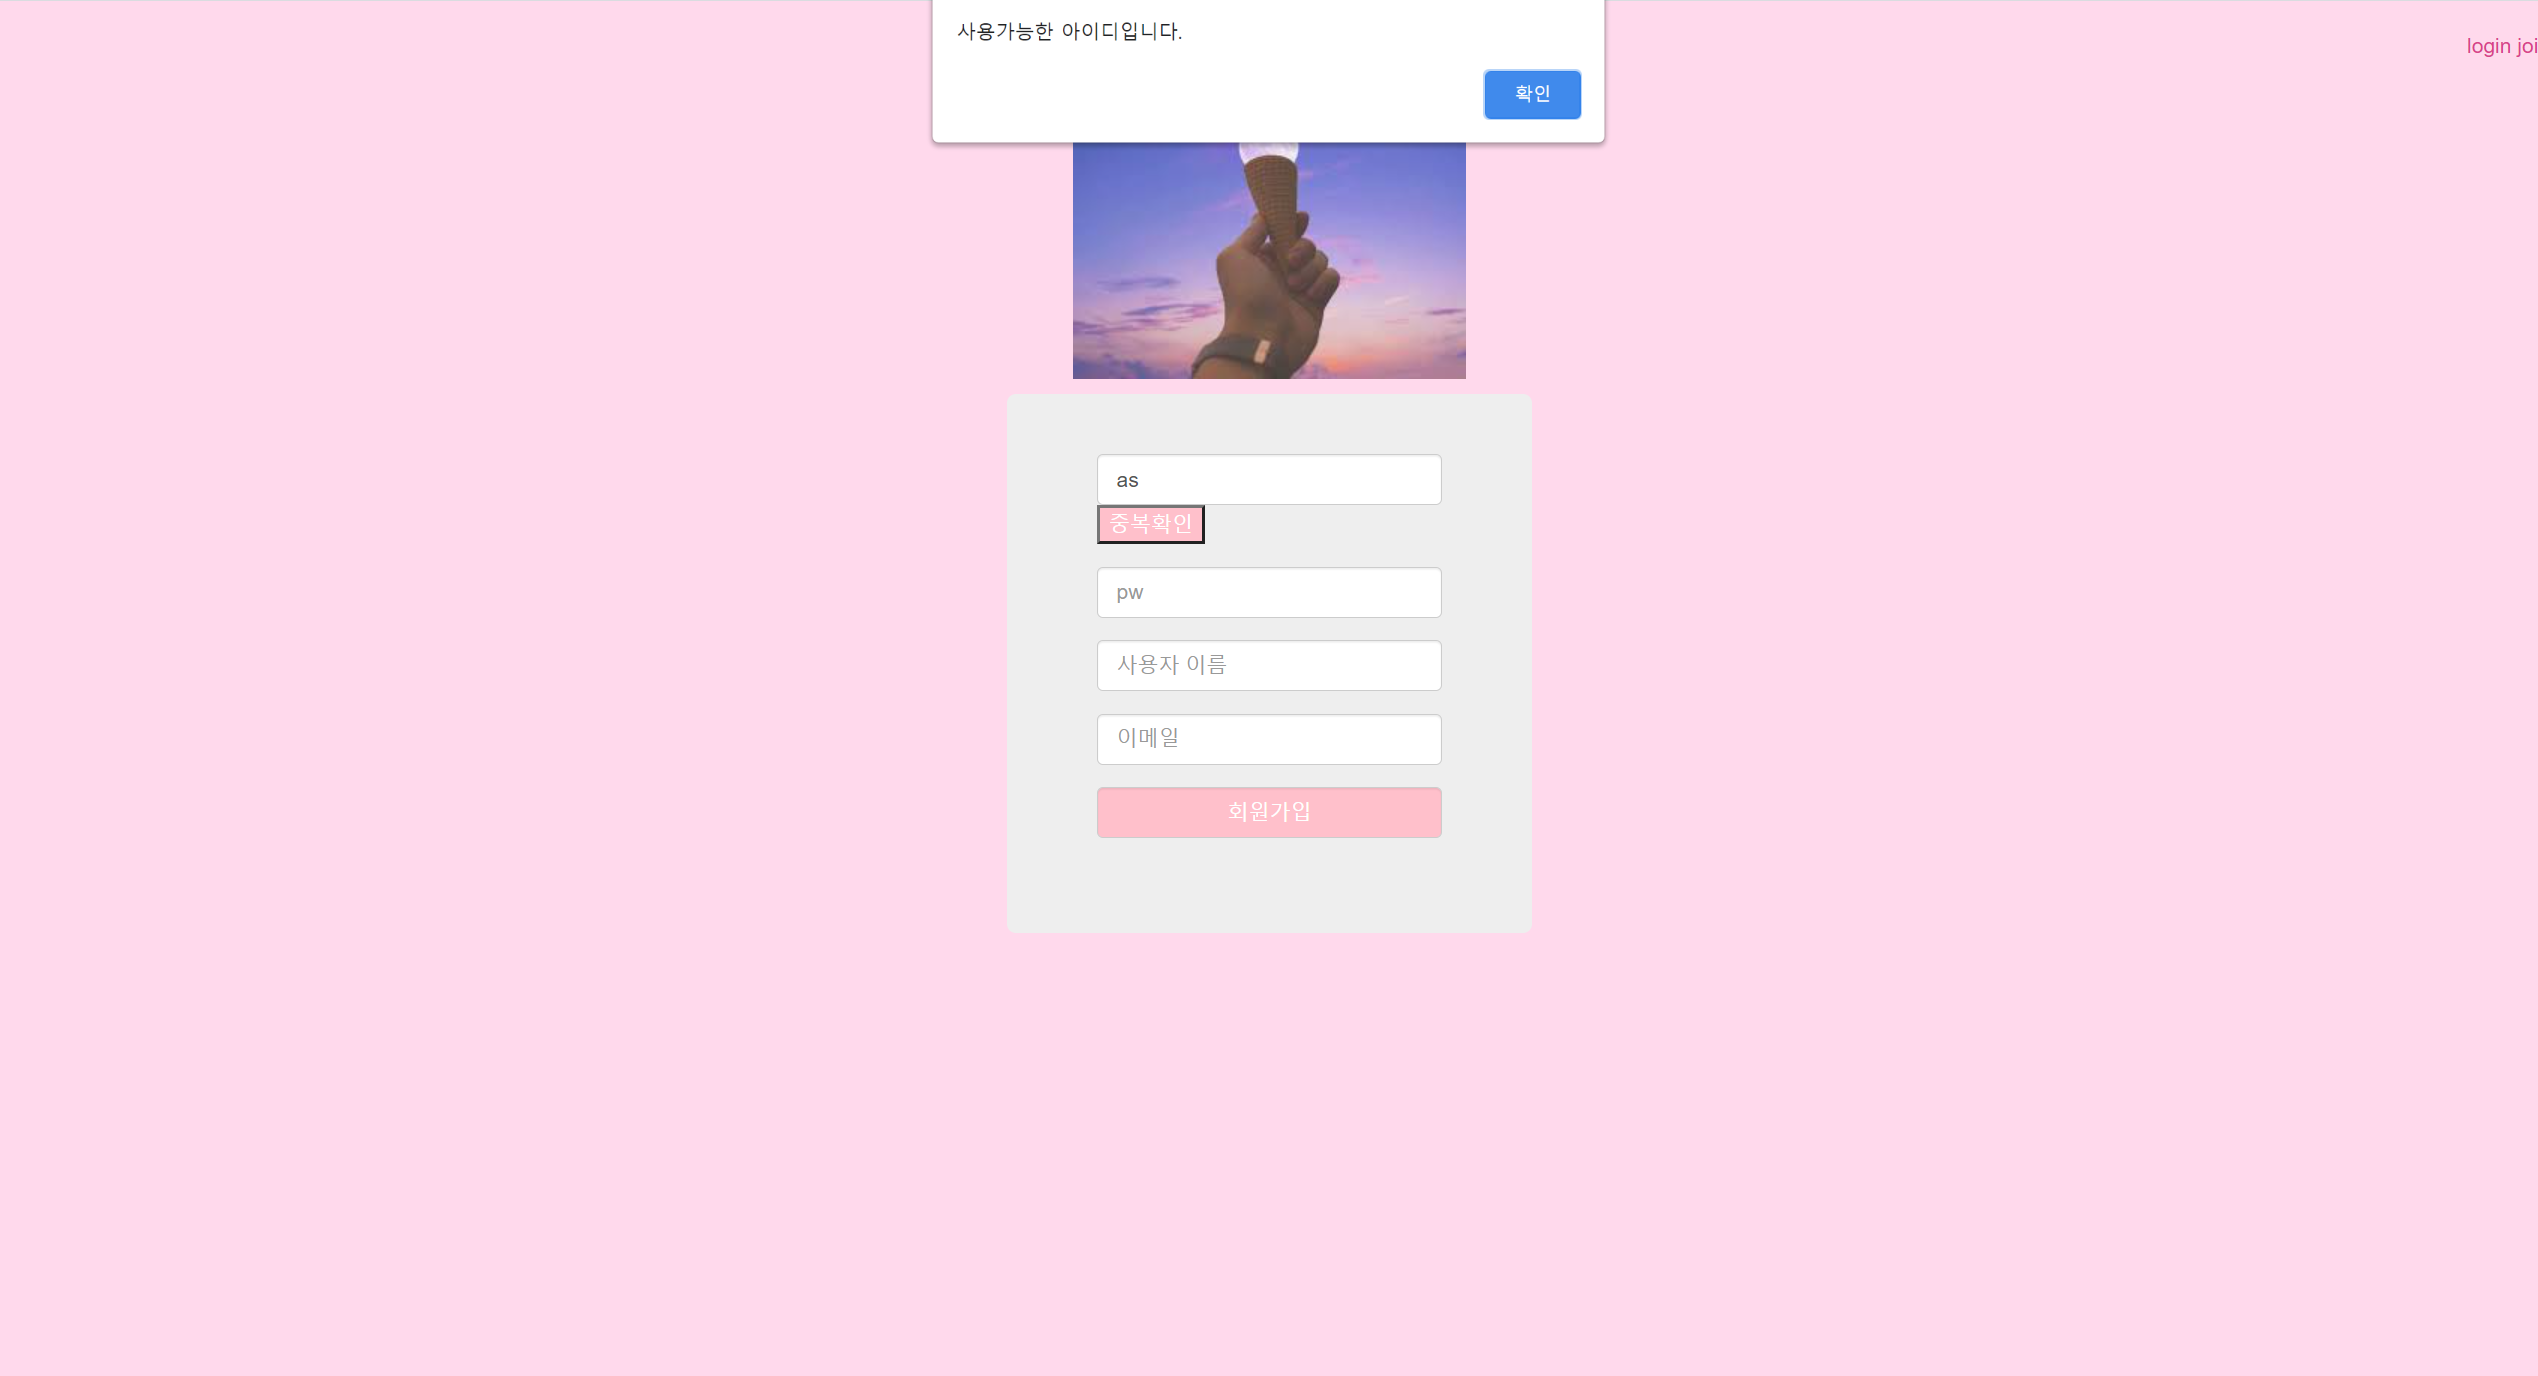 사용가능한 아이디입니다.
확인
login joi
as
중복확인
pw
사용자 이름
이메일
회원가입